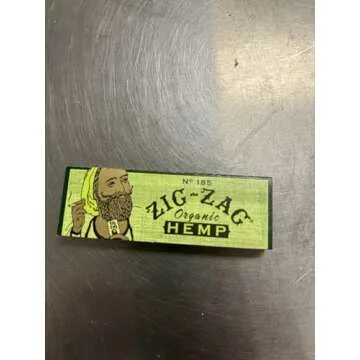 Nº 185
ZIG-ZAG
Organic
HEMP